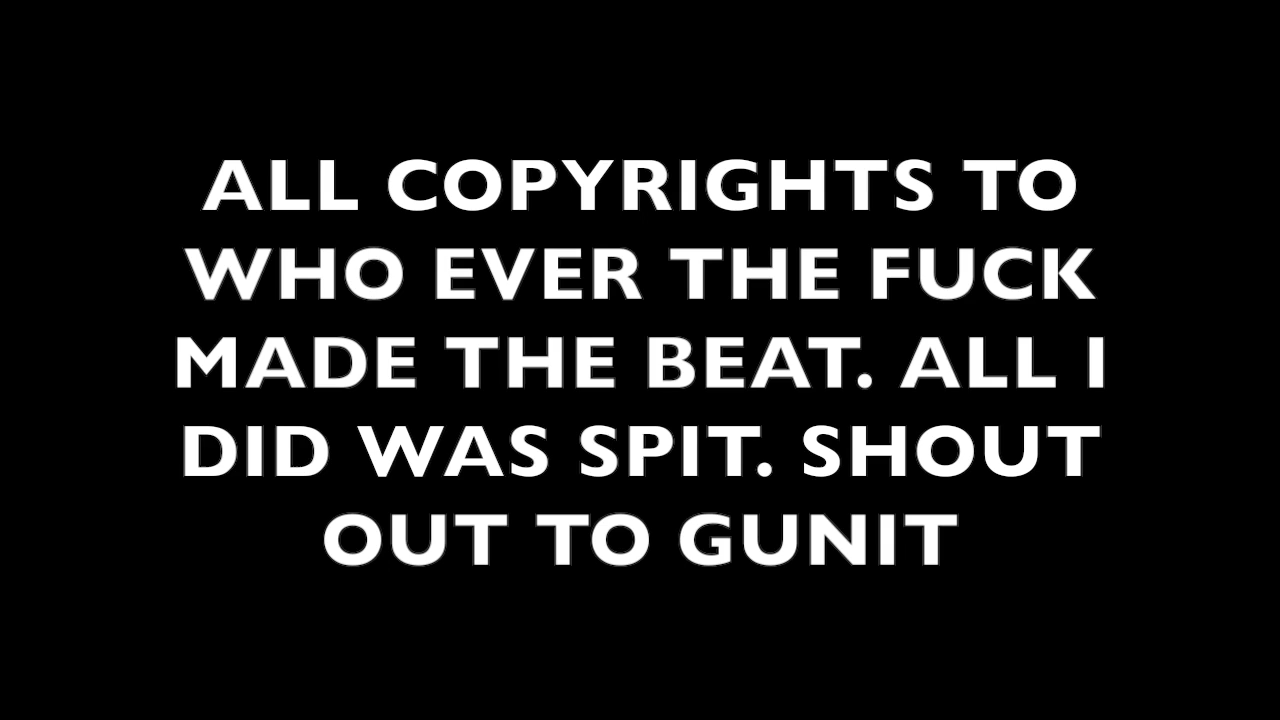 ALL COPYRIGHTS TO
WHO EVER THE FUCK
MADE THE BEAT. ALL I
DID WAS SPIT. SHOUT
OUT TO GUNIT